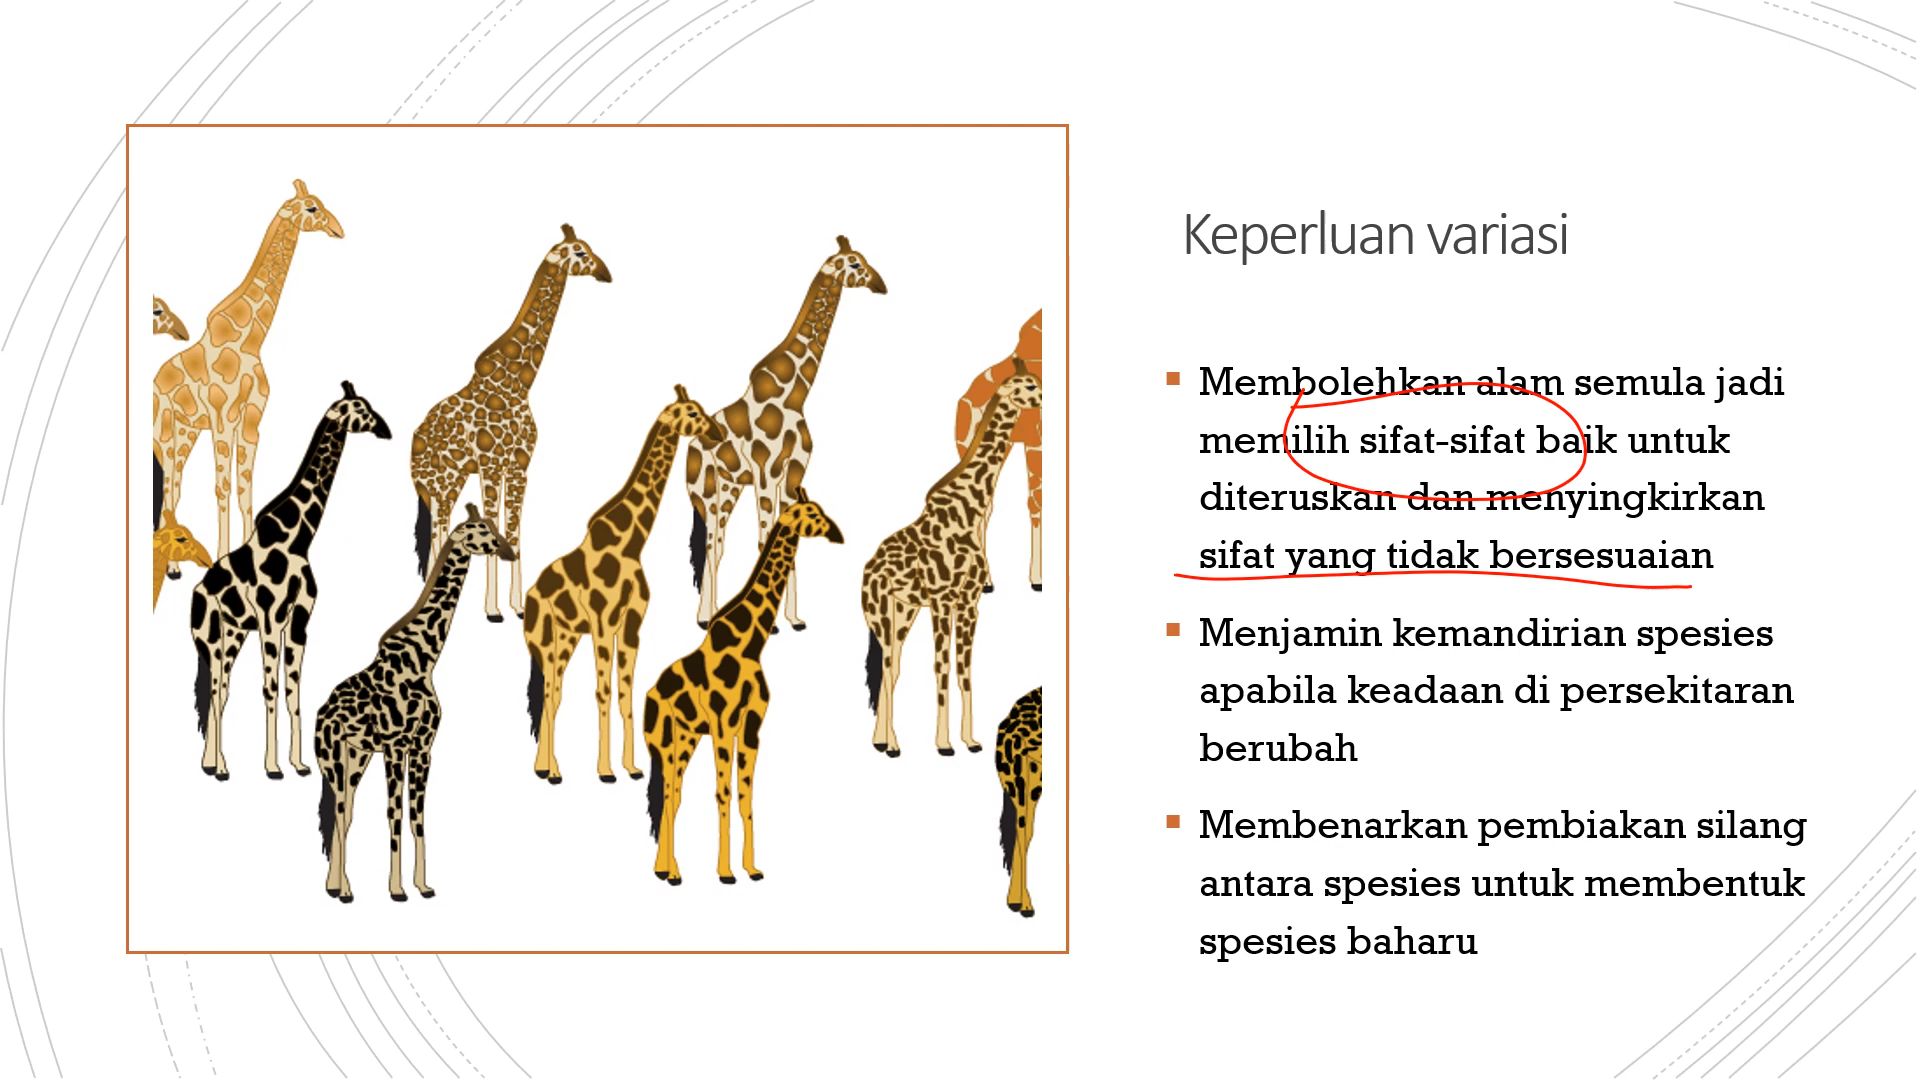 Keperluan variasi
Membolehkan alam semula jadi
memilih sifat-sifat baik untuk
diteruskan dan menyingkirkan
sifat yang tidak bersesuaian
Menjamin kemandirian spesies
apabila keadaan di persekitaran
berubah
Membenarkan pembiakan silang
antara spesies untuk membentuk
spesies baharu